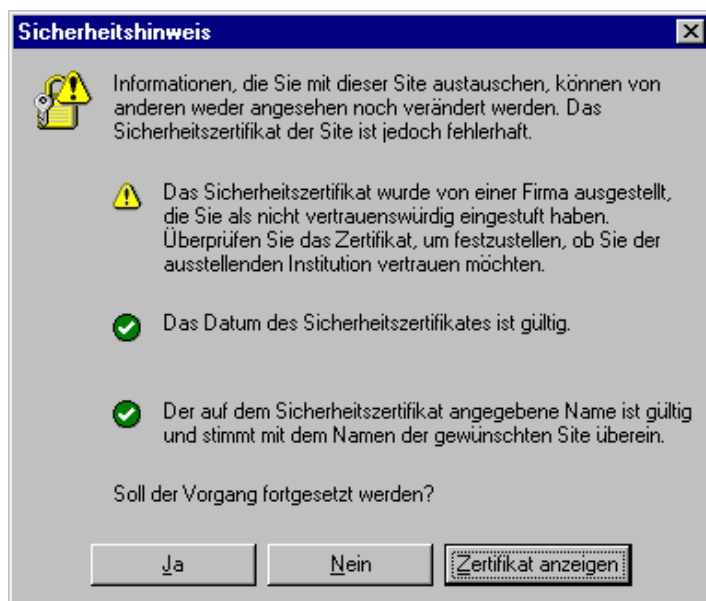 Sicherheitshinweis
Informationen, die Sie mit dieser Site austauschen, können von
anderen weder angesehen noch verändert werden. Das
Sicherheitszertifikat der Site ist jedoch fehlerhaft.
Das Sicherheitszertifikat wurde von einer Firma ausgestellt,
die Sie als nicht vertrauenswürdig eingestuft haben.
Überprüfen Sie das Zertifikat, um festzustellen, ob Sie der
ausstellenden Institution vertrauen möchten.
Das Datum des Sicherheitszertifikates ist gültig.
Der auf dem Sicherheitszertifikat angegebene Name ist gültig
und stimmt mit dem Namen der gewünschten Site überein.
Soll der Vorgang fortgesetzt werden?
Ja Nein Zertifikat anzeigen